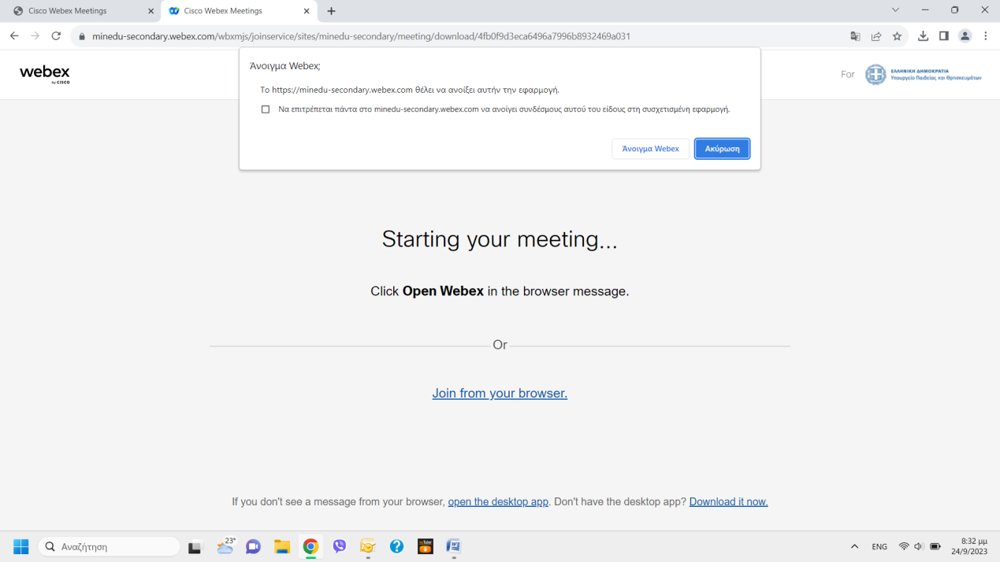 Cisco Webex Meetings
Cisco Webex Meetings
minedu-secondary.webex.com/wbxmjs/joinservice/sites/minedu-secondary/meeting/download/4fb0f9d3eca6496a7996b8932469a031
webex
by CISCO
For
ΕΛΛΗΝΙΚΗ ΔΗΜΟΚΡΑΤΙΑ
Υπουργείο Παιδείας και Θρησκευμάτων
Άνοιγμα Webex;
Το https://minedu-secondary.webex.com θέλει να ανοίξει αυτήν την εφαρμογή.
Να επιτρέπεται πάντα στο minedu-secondary.webex.com να ανοίγει συνδέσμους αυτού του είδους στη συσχετισμένη εφαρμογή.
Άνοιγμα Webex
Ακύρωση
Starting your meeting...
Click Open Webex in the browser message.
Or
Join from your browser.
If you don't see a message from your browser, open the desktop app. Don't have the desktop app? Download it now.
Αναζήτηση
23°
ENG
8:32 μμ
24/9/2023